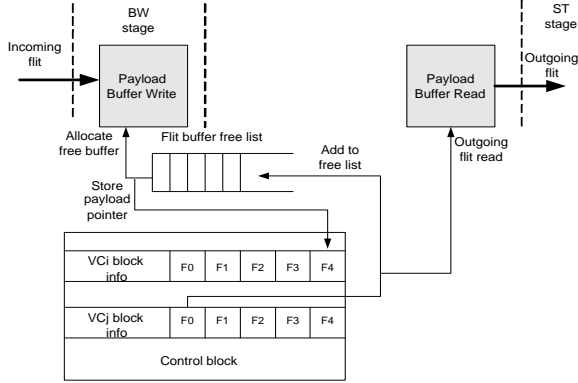 BW
stage
ST
stage
Incoming
flit
Payload
Buffer Write
Payload
Buffer Read
Outgoing
flit
Allocate
free buffer
Flit buffer free list
Add to
free list
Outgoing
flit read
Store
payload
pointer
VCi block
info
F0 F1 F2 F3 F4
VCj block
info
F0 F1 F2 F3 F4
Control block